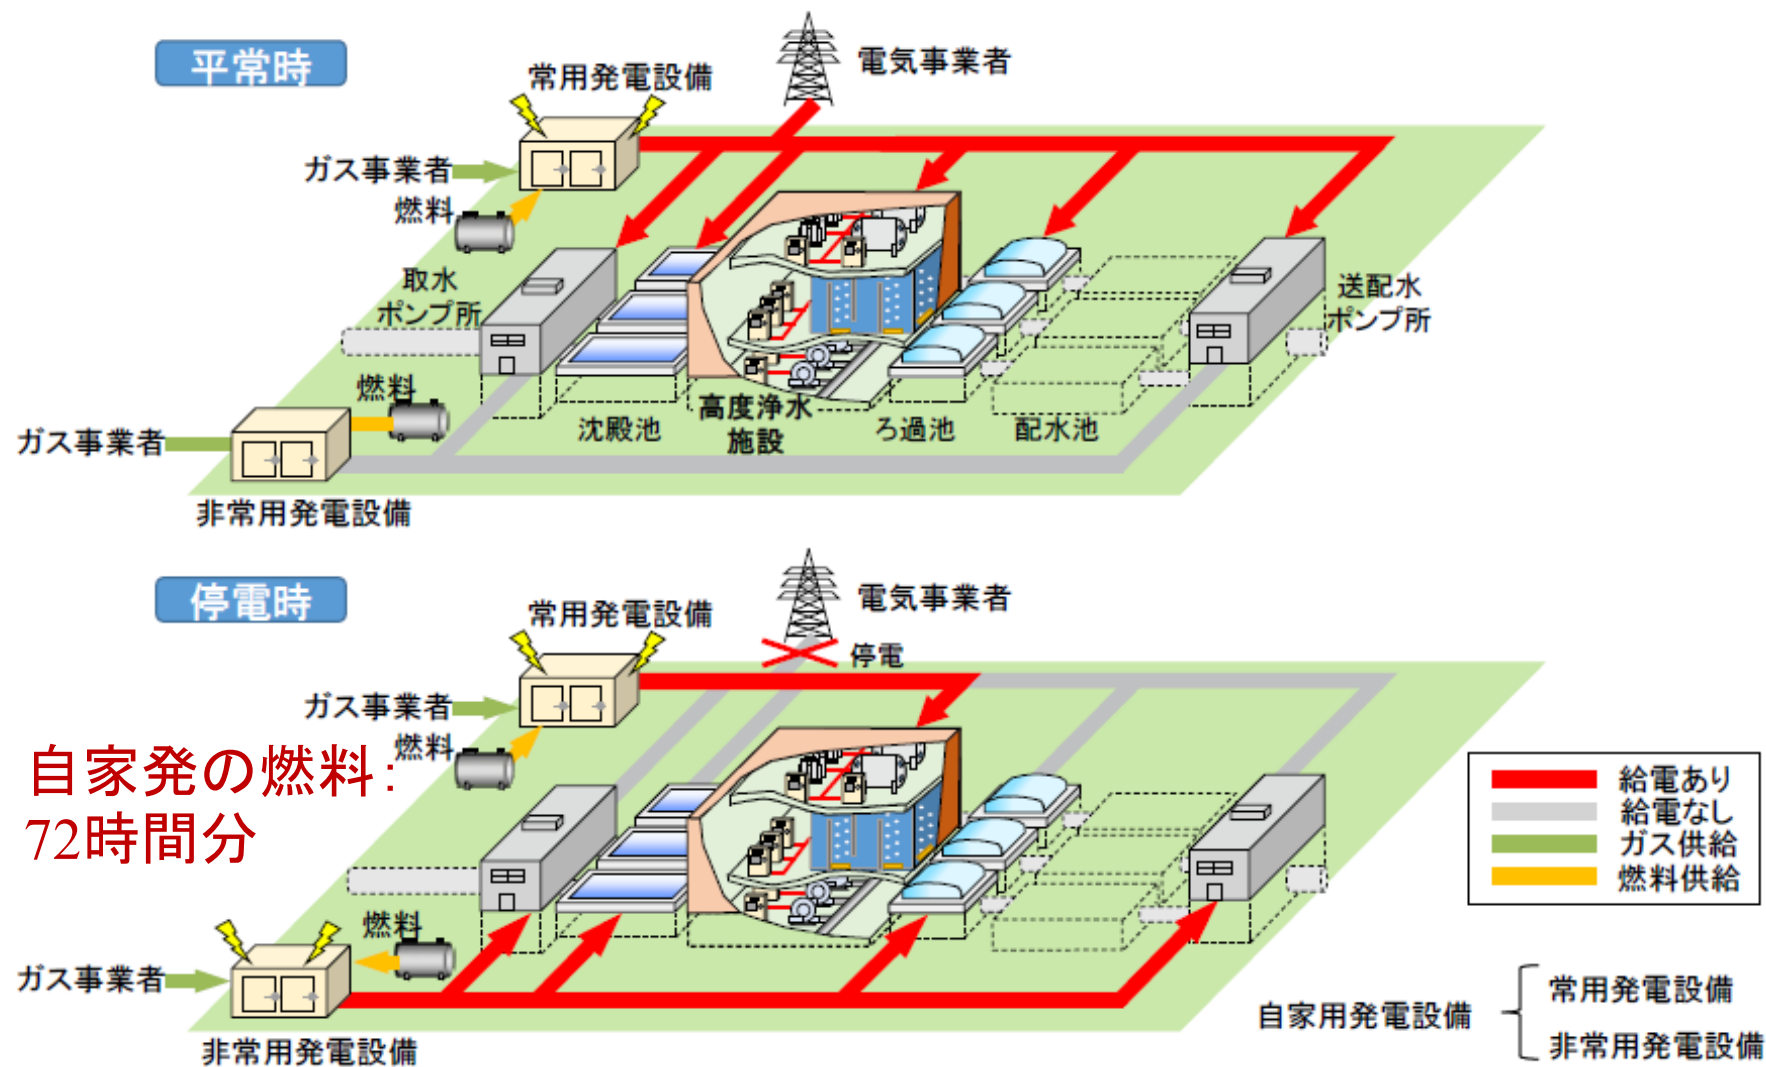 平常時
常用発電設備
電気事業者
ガス事業者
燃料
取水
ポンプ所
送配水
ポンプ所
燃料
ガス事業者
沈殿池
高度浄水
施設
ろ過池
配水池
非常用発電設備
停電時
常用発電設備
電気事業者
停電
ガス事業者
燃料
自家発の燃料:
72時間分
給電あり
給電なし
ガス供給
燃料供給
燃料
ガス事業者
非常用発電設備
自家用発電設備
常用発電設備
非常用発電設備